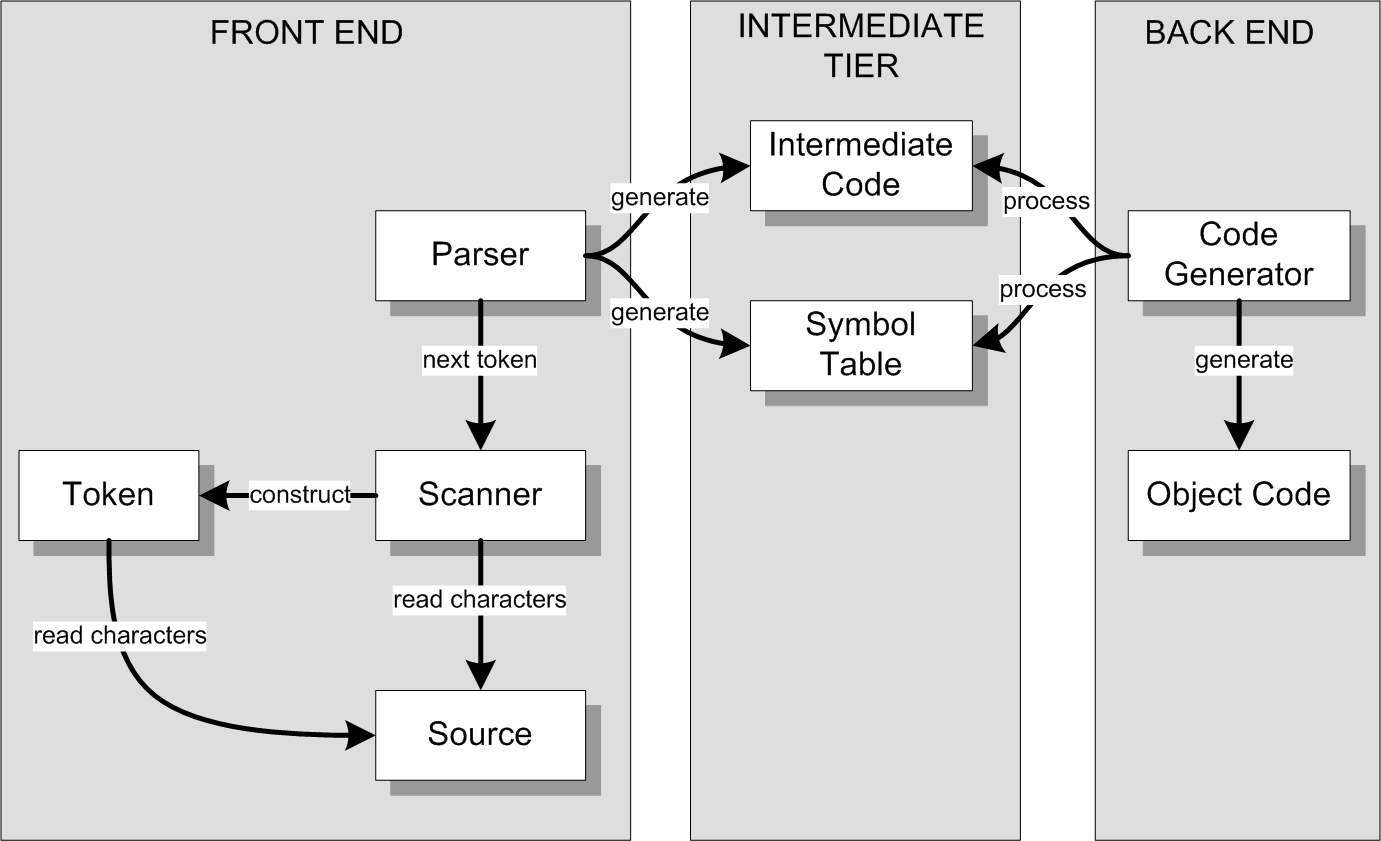 FRONT END
INTERMEDIATE
TIER
BACK END
Intermediate
Code
generate
process
Parser
Code
Generator
generate
process
Symbol
Table
next token
generate
Token
construct
Scanner
Object Code
read characters
read characters
Source